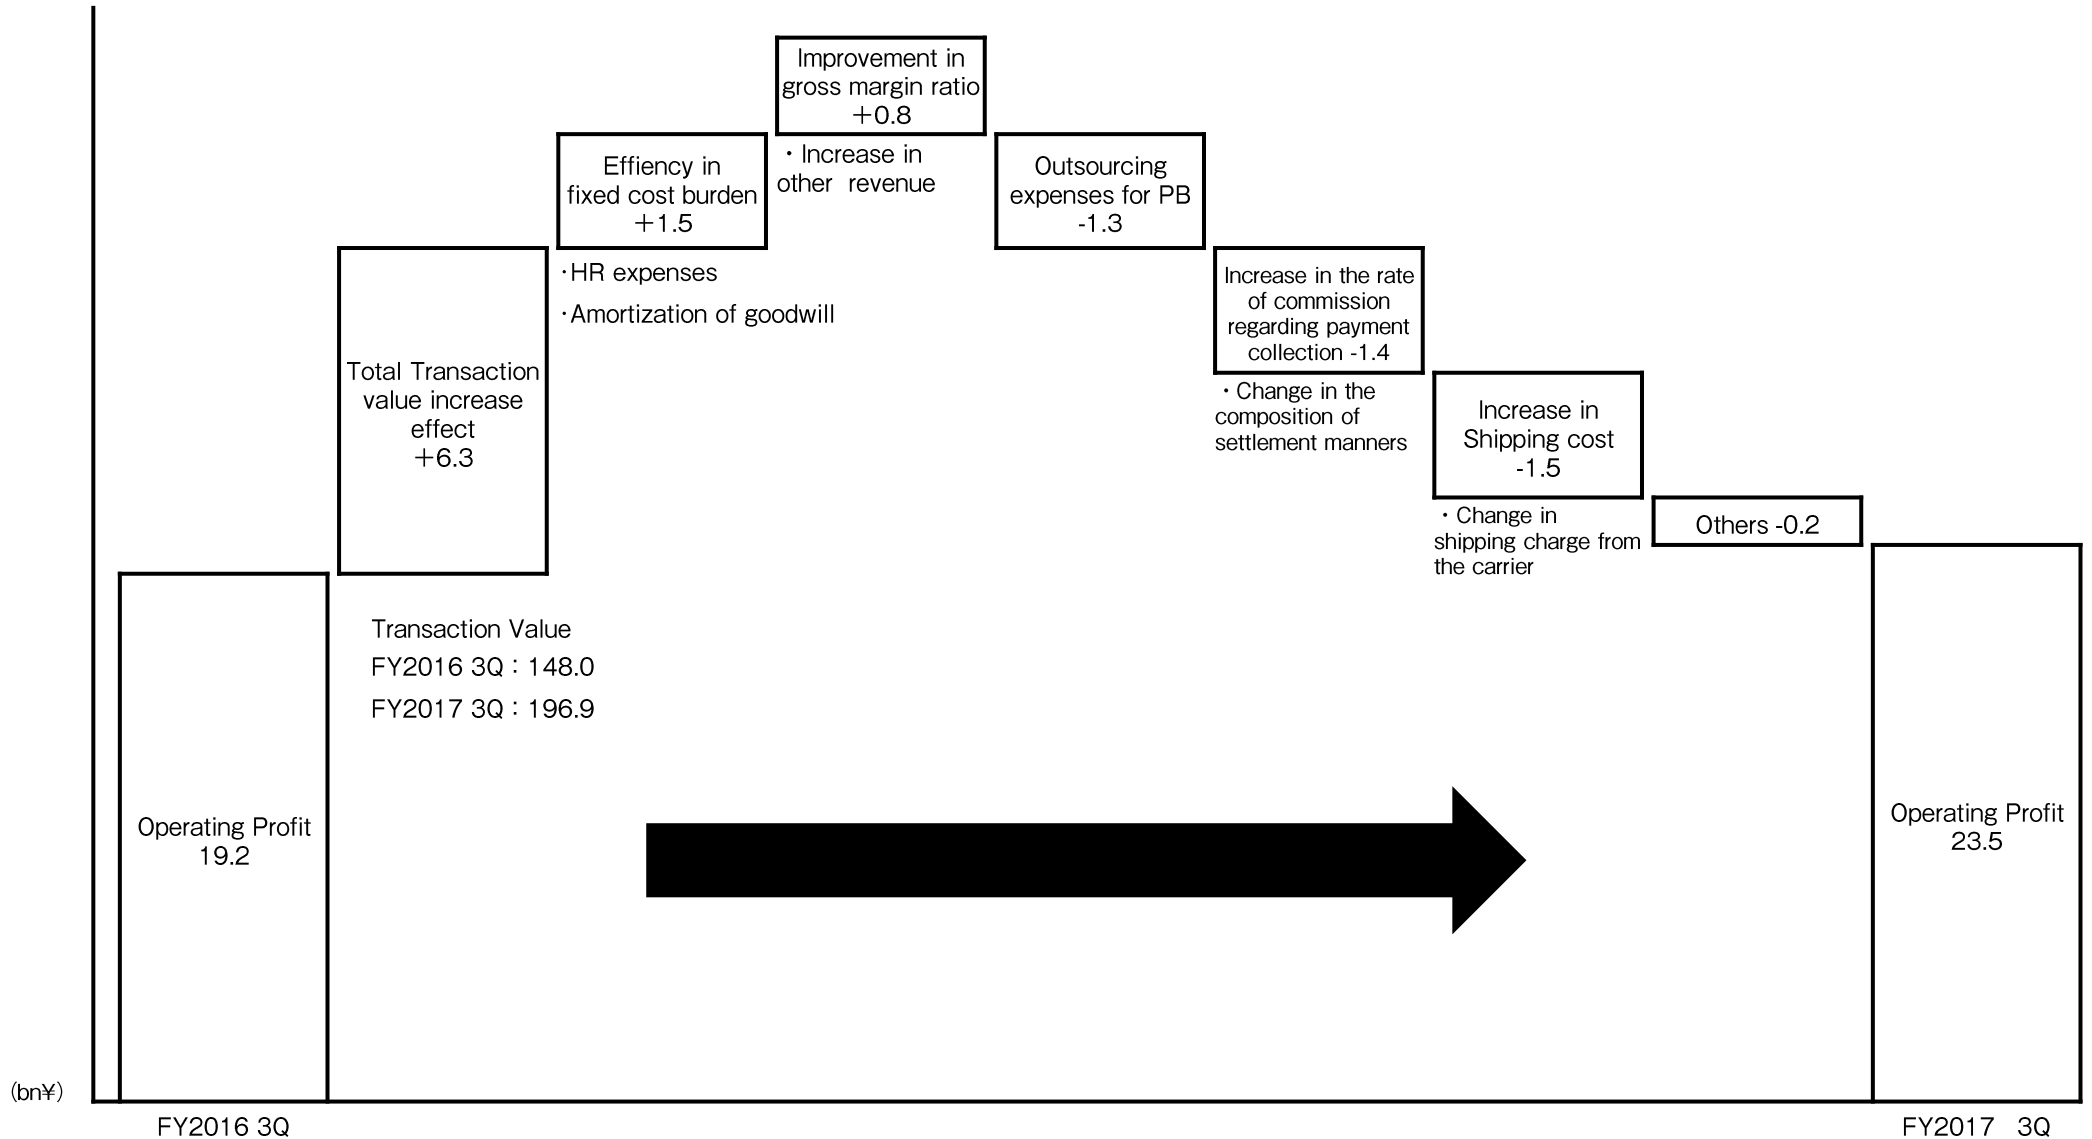 Improvement in
gross margin ratio
+0.8
・Increase in
other revenue
Effiency in
fixed cost burden
+1.5
・HR expenses
・Amortization of goodwill
Outsourcing
expenses for PB
-1.3
Total Transaction
value increase
effect
+6.3
Increase in the rate
of commission
regarding payment
collection -1.4
・Change in the
composition of
settlement manners
Increase in
Shipping cost
-1.5
・Change in
shipping charge from
the carrier
Others -0.2
Transaction Value
FY2016 3Q：148.0
FY2017 3Q：196.9
Operating Profit
19.2
Operating Profit
23.5
(bn¥)
FY2016 3Q
FY2017 3Q